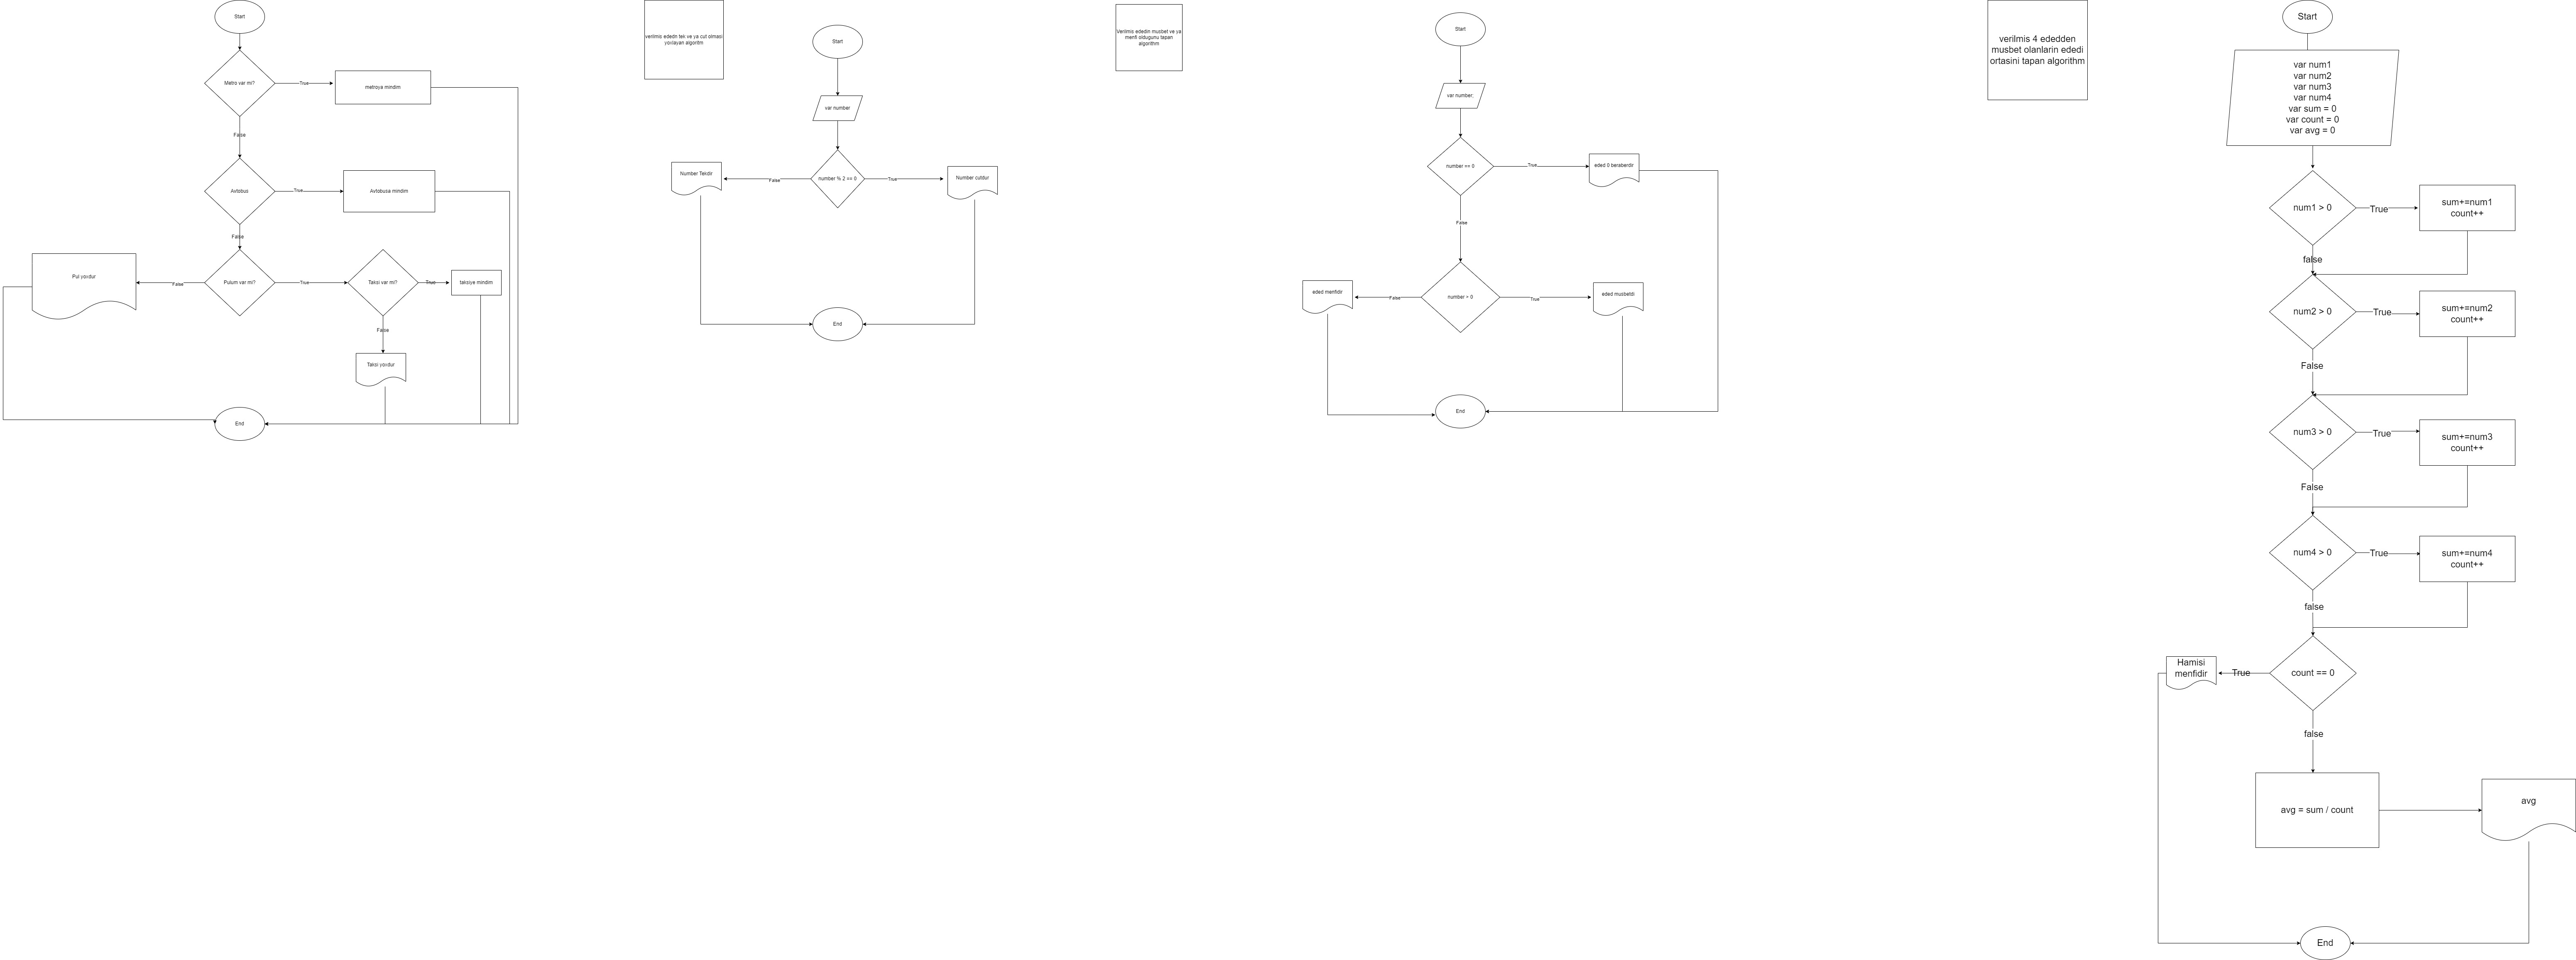 Start
Metro var mi?
True
metroya mindim
False
Avtobus
True
Avtobusa mindim
False
Pulum var mi?
False
Pul yoxdur
True
Taksi var mi?
True
taksiye mindim
False
Taksi yoxdur
End
verilmis ededin tek ve ya cut olmasi
yoxlayan algoritm
Start
var number
number % 2 == 0
False
Number Tekdir
True
Number cutdur
End
Verilmis ededin musbet ve ya
menfi oldugunu tapan
algorithm
Start
var number;
number == 0
True
eded 0 beraberdir
False
number > 0
False
eded menfidir
True
eded musbetdi
End
verilmis 4 ededden
musbet olanlarin ededi
ortasini tapan algorithm
Start
var num1
var num2
var num3
var num4
var sum = 0
var count = 0
var avg = 0
num1 > 0
True
sum+=num1
count++
false
num2 > 0
True
sum+=num2
count++
False
num3 > 0
True
sum+=num3
count++
False
num4 > 0
True
sum+=num4
count++
false
count == 0
True
Hamisi
menfidir
false
avg = sum / count
avg
End